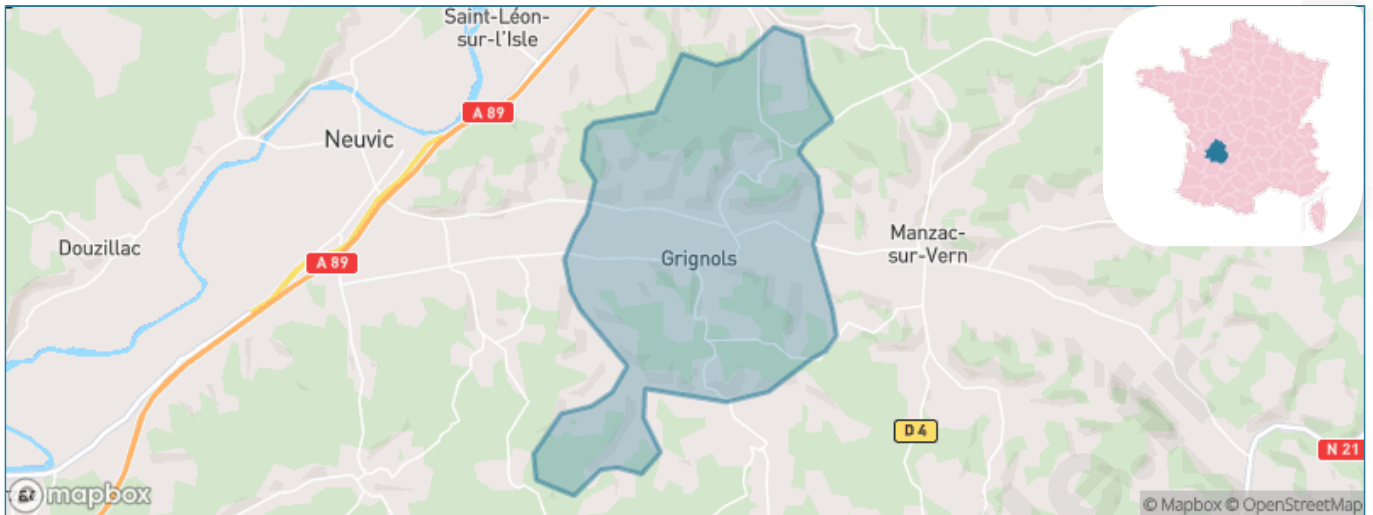 Saint-Léon-
sur-l'Isle
A 89
Neuvic
Manzac-
sur-Vern
Douzillac
Grignols
A 89
D 4
N 21
mapbox
© Mapbox © OpenStreetMap